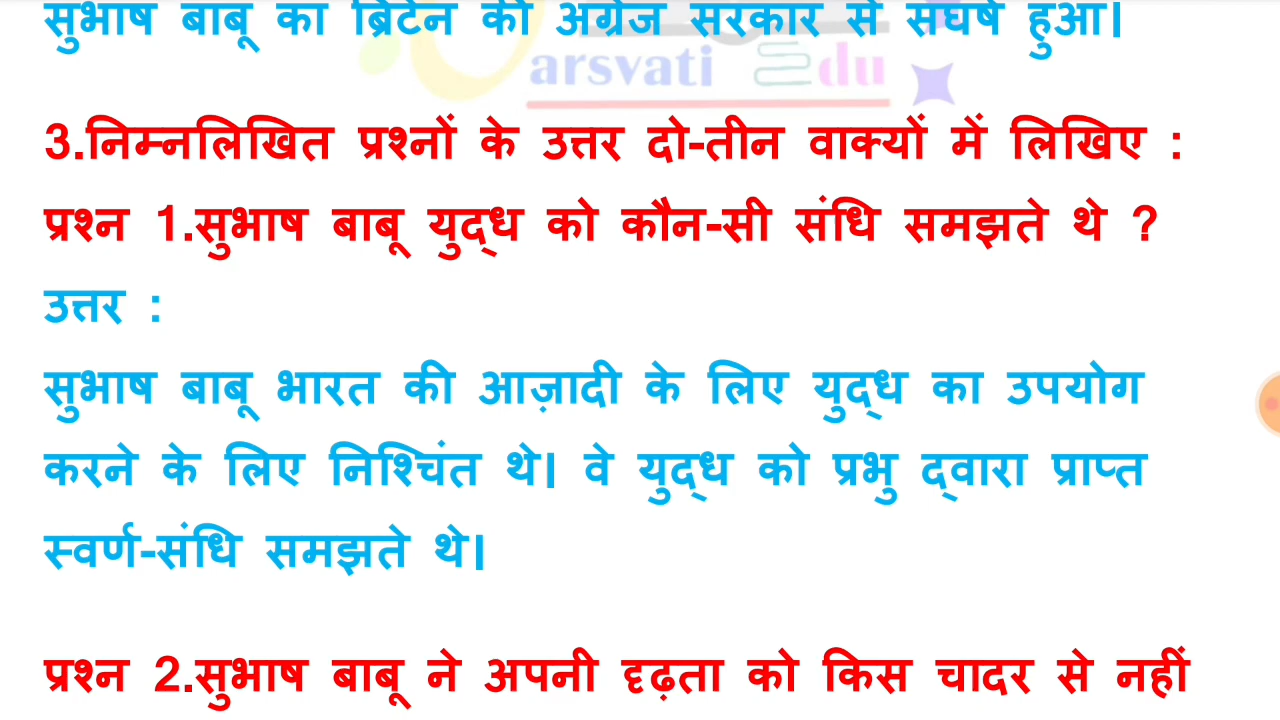 सुभाष बाबू का ब्रिटेन की अंग्रेज सरकार से संघर्ष हुआ।
arsvati Edu
3.निम्नलिखित प्रश्नों के उत्तर दो-तीन वाक्यों में लिखिए :
प्रश्न 1.सुभाष बाबू युद्ध को कौन-सी संधि समझते थे ?
उत्तर :
सुभाष बाबू भारत की आज़ादी के लिए युद्ध का उपयोग
करने के लिए निश्चिंत थे। वे युद्ध को प्रभु द्वारा प्राप्त
स्वर्ण-संधि समझते थे।
प्रश्न 2.सुभाष बाबू ने अपनी दृढ़ता को किस चादर से नहीं